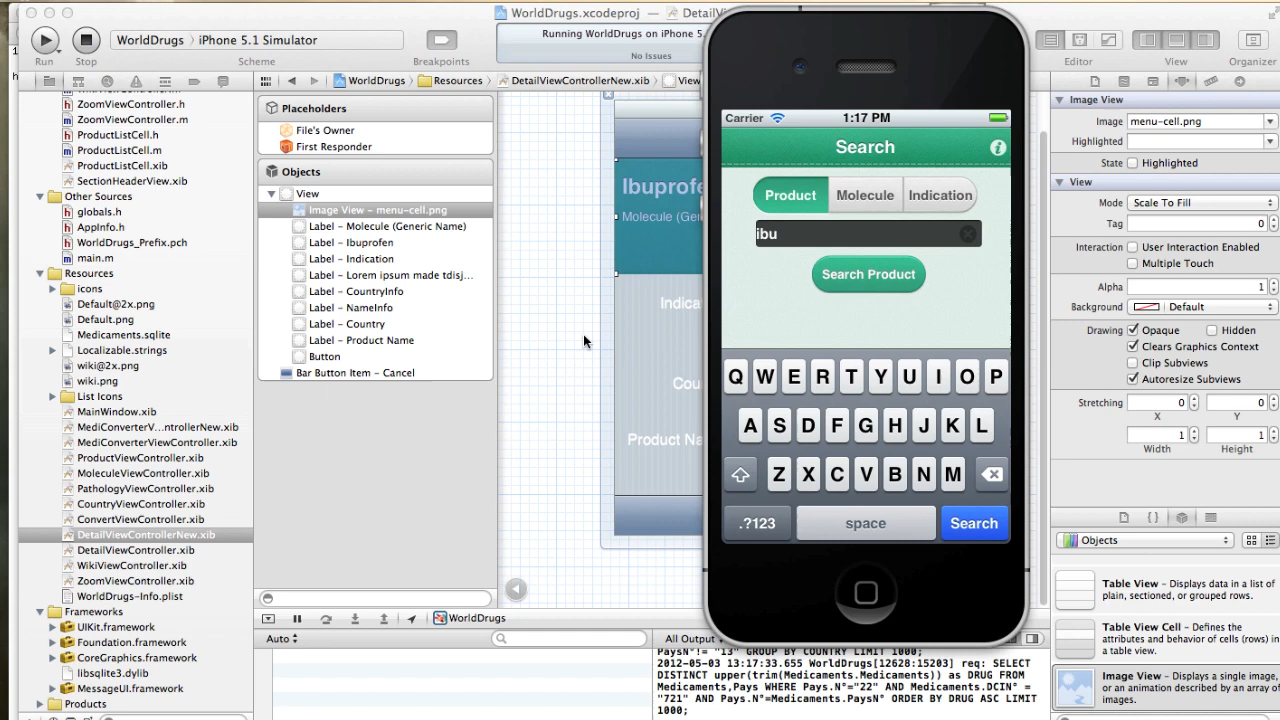 WorldDrugs.xcodeproj — DetailV
WorldDrugs › iPhone 5.1 Simulator
Run Stop Scheme Breakpoints
Running WorldDrugs on iPhone 5.
No Issues
Editor View Organizer
WorldDrugs › Resources › DetailViewControllerNew.xib › View
ZoomViewController.h
ZoomViewController.m
ProductListCell.h
ProductListCell.m
ProductListCell.xib
SectionHeaderView.xib
Other Sources
globals.h
AppInfo.h
WorldDrugs_Prefix.pch
main.m
Resources
icons
Default@2x.png
Default.png
Medicaments.sqlite
Localizable.strings
wiki@2x.png
wiki.png
List Icons
MainWindow.xib
MediConverterV...ntrollerNew.xib
MediConverterViewController.xib
ProductViewController.xib
MoleculeViewController.xib
PathologyViewController.xib
CountryViewController.xib
ConvertViewController.xib
DetailViewControllerNew.xib
DetailViewController.xib
WikiViewController.xib
ZoomViewController.xib
WorldDrugs-Info.plist
Frameworks
UIKit.framework
Foundation.framework
CoreGraphics.framework
libsqlite3.dylib
MessageUI.framework
Products
Placeholders
File's Owner
First Responder
Objects
View
Image View – menu-cell.png
Label – Molecule (Generic Name)
Label – Ibuprofen
Label – Indication
Label – Lorem ipsum made tdisj...
Label – CountryInfo
Label – NameInfo
Label – Country
Label – Product Name
Button
Bar Button Item – Cancel
Ibuprofe
Molecule (Ger
Indica
Cou
Product Na
WorldDrugs
Auto
All Output
PaysN°!= "13" GROUP BY COUNTRY LIMIT 1000;
2012-05-03 13:17:33.655 WorldDrugs[12628:15203] req: SELECT
DISTINCT upper(trim(Medicaments.Medicaments)) as DRUG FROM
Medicaments,Pays WHERE Pays.N°="22" AND Medicaments.DCIN° =
"721" AND Pays.N°=Medicaments.PaysN° ORDER BY DRUG ASC LIMIT
1000;
Carrier 1:17 PM
Search
Product Molecule Indication
ibu
Search Product
Q W E R T Y U I O P
A S D F G H J K L
Z X C V B N M
.?123 space Search
Image View
Image menu-cell.png
Highlighted
State Highlighted
View
Mode Scale To Fill
Tag 0
Interaction User Interaction Enabled
Multiple Touch
Alpha 1
Background Default
Drawing Opaque Hidden
Clears Graphics Context
Clip Subviews
Autoresize Subviews
Stretching 0 0
X Y
1 1
Width Height
Objects
Table View – Displays data in a list of
plain, sectioned, or grouped rows.
Table View Cell – Defines the
attributes and behavior of cells (rows) in
a table view.
Image View – Displays a single image,
or an animation described by an array of
images.